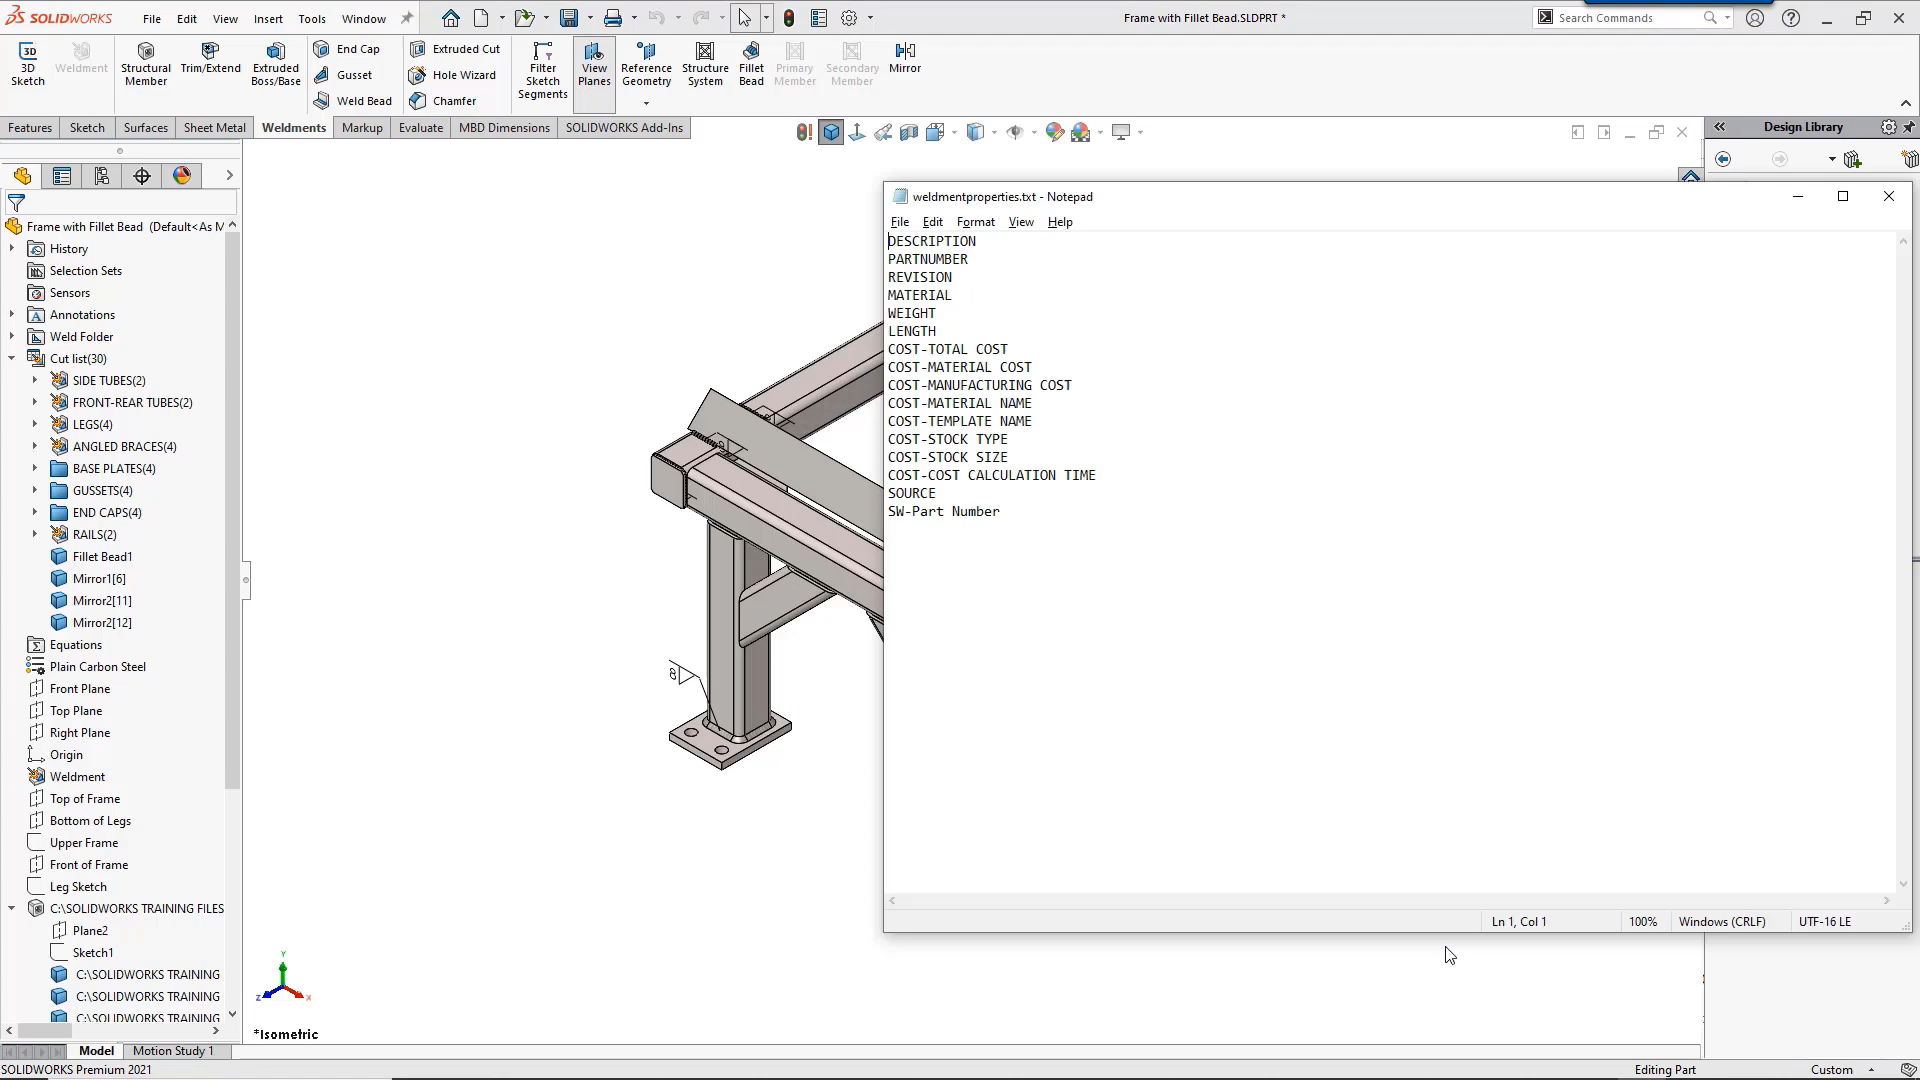 SOLIDWORKS File Edit View Insert Tools Window Frame with Fillet Bead.SLDPRT * Search Commands
3D Sketch
Weldment
Structural Member
Trim/Extend
Extruded Boss/Base
End Cap
Gusset
Weld Bead
Extruded Cut
Hole Wizard
Chamfer
Filter Sketch Segments
View Planes
Reference Geometry
Structure System
Fillet Bead
Primary Member
Secondary Member
Mirror
Features Sketch Surfaces Sheet Metal Weldments Markup Evaluate MBD Dimensions SOLIDWORKS Add-Ins
Design Library
Frame with Fillet Bead (Default<As M
History
Selection Sets
Sensors
Annotations
Weld Folder
Cut list(30)
SIDE TUBES(2)
FRONT-REAR TUBES(2)
LEGS(4)
ANGLED BRACES(4)
BASE PLATES(4)
GUSSETS(4)
END CAPS(4)
RAILS(2)
Fillet Bead1
Mirror1[6]
Mirror2[11]
Mirror2[12]
Equations
Plain Carbon Steel
Front Plane
Top Plane
Right Plane
Origin
Weldment
Top of Frame
Bottom of Legs
Upper Frame
Front of Frame
Leg Sketch
C:\SOLIDWORKS TRAINING FILES
Plane2
Sketch1
C:\SOLIDWORKS TRAINING
C:\SOLIDWORKS TRAINING
C:\SOLIDWORKS TRAINING
8
Y
Z
X
*Isometric
weldmentproperties.txt - Notepad
File Edit Format View Help
DESCRIPTION
PARTNUMBER
REVISION
MATERIAL
WEIGHT
LENGTH
COST-TOTAL COST
COST-MATERIAL COST
COST-MANUFACTURING COST
COST-MATERIAL NAME
COST-TEMPLATE NAME
COST-STOCK TYPE
COST-STOCK SIZE
COST-COST CALCULATION TIME
SOURCE
SW-Part Number
Ln 1, Col 1 100% Windows (CRLF) UTF-16 LE
Model Motion Study 1
SOLIDWORKS Premium 2021 Editing Part Custom